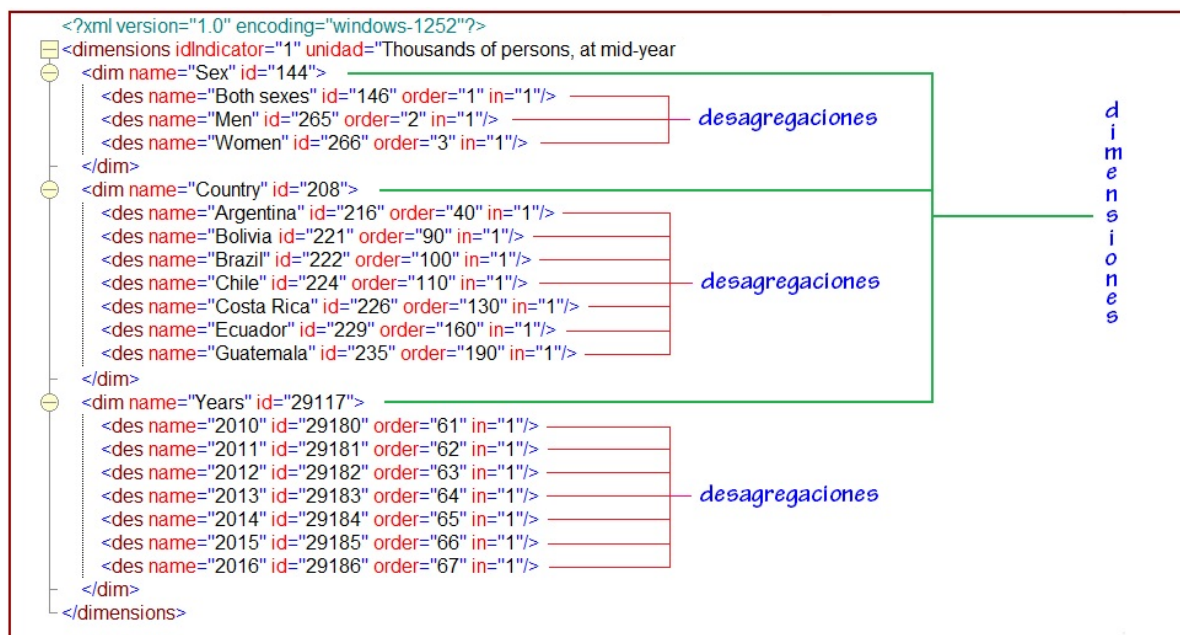 <?xml version="1.0" encoding="windows-1252"?>
<dimensions idIndicator="1" unidad="Thousands of persons, at mid-year
<dim name="Sex" id="144">
<des name="Both sexes" id="146" order="1" in="1"/>
<des name="Men" id="265" order="2" in="1"/>
<des name="Women" id="266" order="3" in="1"/>
desagregaciones
</dim>
<dim name="Country" id="208">
<des name="Argentina" id="216" order="40" in="1"/>
<des name="Bolivia id="221" order="90" in="1"/>
<des name="Brazil" id="222" order="100" in="1"/>
<des name="Chile" id="224" order="110" in="1"/>
<des name="Costa Rica" id="226" order="130" in="1"/>
<des name="Ecuador" id="229" order="160" in="1"/>
<des name="Guatemala" id="235" order="190" in="1"/>
desagregaciones
</dim>
<dim name="Years" id="29117">
<des name="2010" id="29180" order="61" in="1"/>
<des name="2011" id="29181" order="62" in="1"/>
<des name="2012" id="29182" order="63" in="1"/>
<des name="2013" id="29183" order="64" in="1"/>
<des name="2014" id="29184" order="65" in="1"/>
<des name="2015" id="29185" order="66" in="1"/>
<des name="2016" id="29186" order="67" in="1"/>
desagregaciones
</dim>
</dimensions>
dimensiones